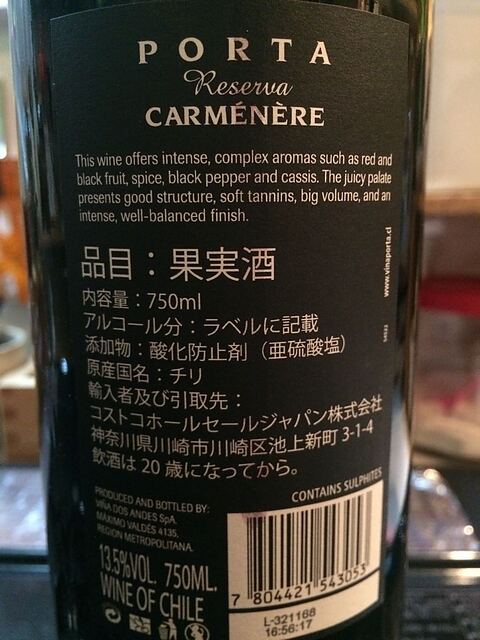 PORTA
Reserva
CARMÉNÈRE
This wine offers intense, complex aromas such as red and
black fruit, spice, black pepper and cassis. The juicy palate
presents good structure, soft tannins, big volume, and an
intense, well-balanced finish.
www.vinaporta.cl
品目：果実酒
内容量：750ml
アルコール分：ラベルに記載
添加物：酸化防止剤（亜硫酸塩）
原産国名：チリ
輸入者及び引取先：
コストコホールセールジャパン株式会社
神奈川県川崎市川崎区池上新町 3-1-4
飲酒は 20 歳になってから。
CONTAINS SULPHITES
PRODUCED AND BOTTLED BY:
VIÑA DOS ANDES SpA.
MÁXIMO VALDÉS 4135,
REGIÓN METROPOLITANA.
13.5%VOL. 750ML.
WINE OF CHILE
7 804421 543053
L-321168
16:56:17